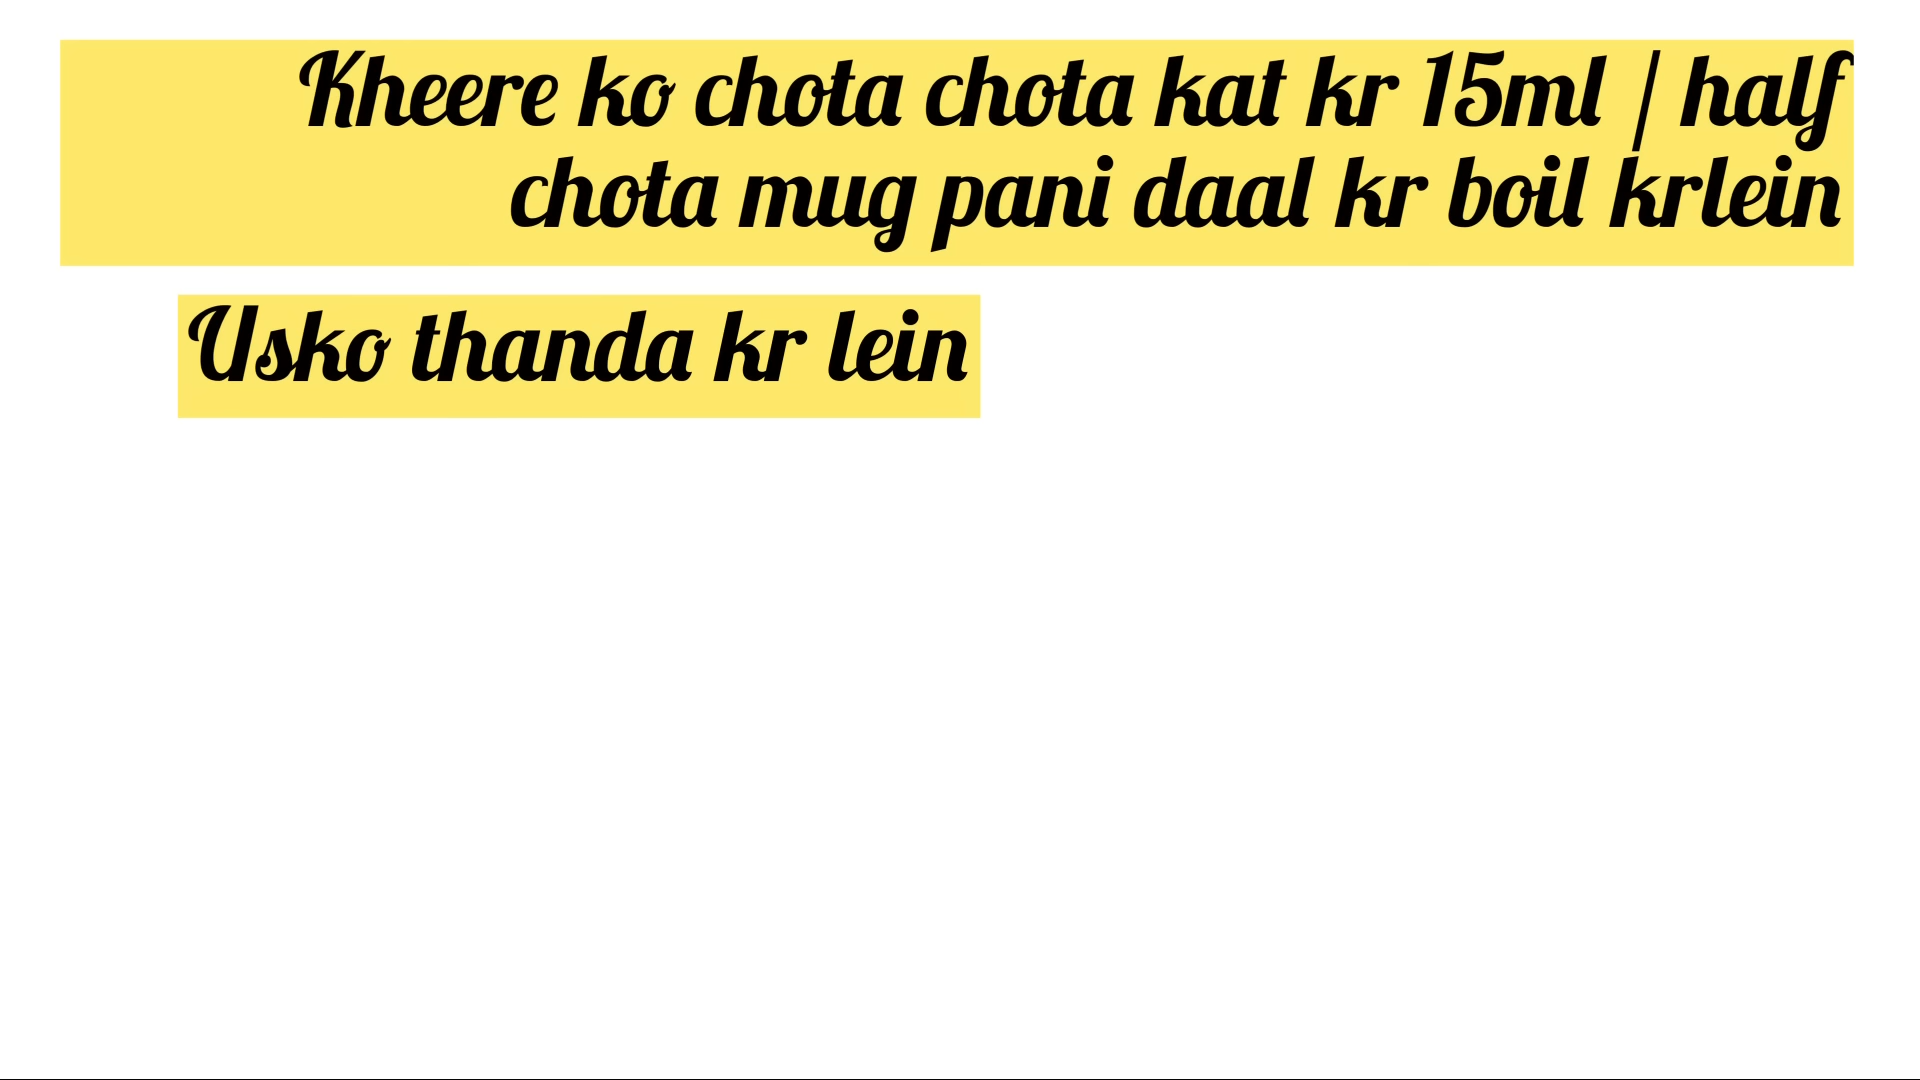 Kheere ko chota chota kat kr 15ml / half
chota mug pani daal kr boil krlein
Usko thanda kr lein